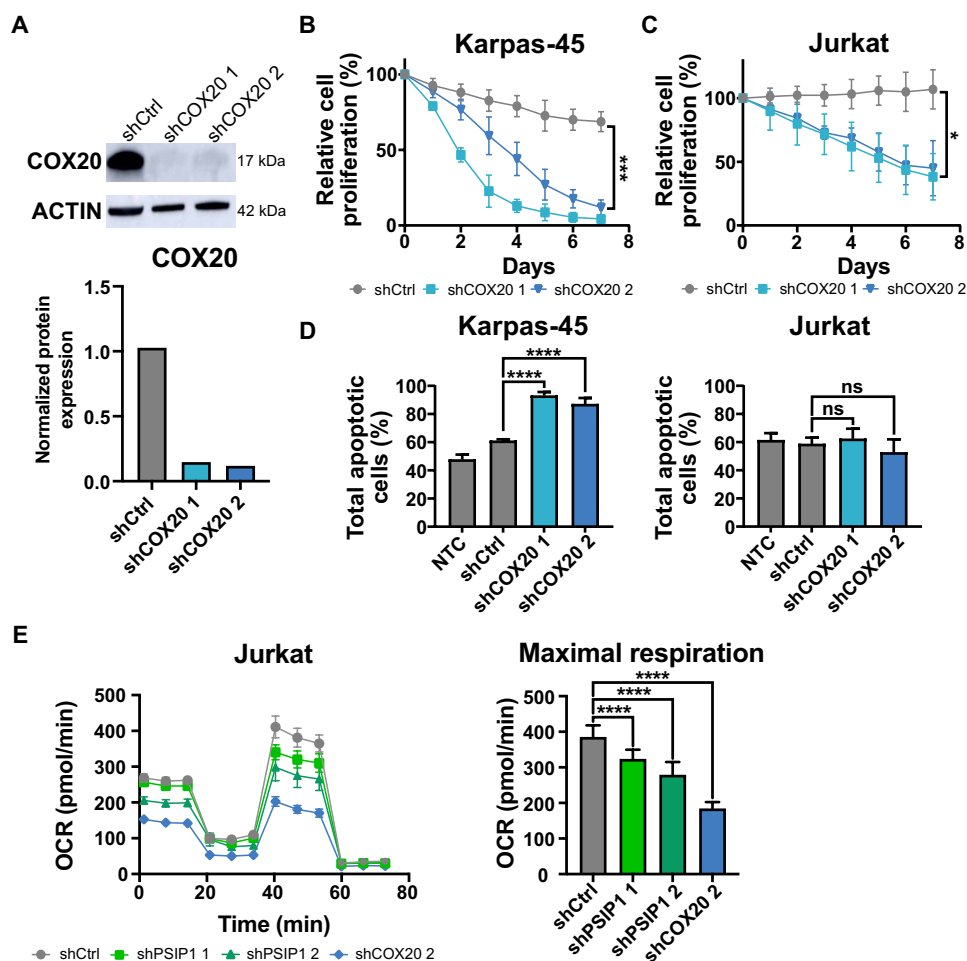 A
shCtrl
shCOX20 1
shCOX20 2
COX20
17 kDa
ACTIN
42 kDa
COX20
Normalized protein
expression
1.5
1.0
0.5
0.0
shCtrl
shCOX20 1
shCOX20 2
B
Karpas-45
Relative cell
proliferation (%)
100
50
0
0
2
4
6
8
***
Days
shCtrl
shCOX20 1
shCOX20 2
C
Jurkat
Relative cell
proliferation (%)
100
50
0
0
2
4
6
8
*
Days
shCtrl
shCOX20 1
shCOX20 2
D
Karpas-45
Total apoptotic
cells (%)
100
80
60
40
20
0
****
****
NTC
shCtrl
shCOX20 1
shCOX20 2
Jurkat
Total apoptotic
cells (%)
100
80
60
40
20
0
ns
ns
NTC
shCtrl
shCOX20 1
shCOX20 2
E
Jurkat
OCR (pmol/min)
500
400
300
200
100
0
0
20
40
60
80
Time (min)
shCtrl
shPSIP1 1
shPSIP1 2
shCOX20 2
Maximal respiration
OCR (pmol/min)
500
400
300
200
100
0
****
****
****
shCtrl
shPSIP1 1
shPSIP1 2
shCOX20 2